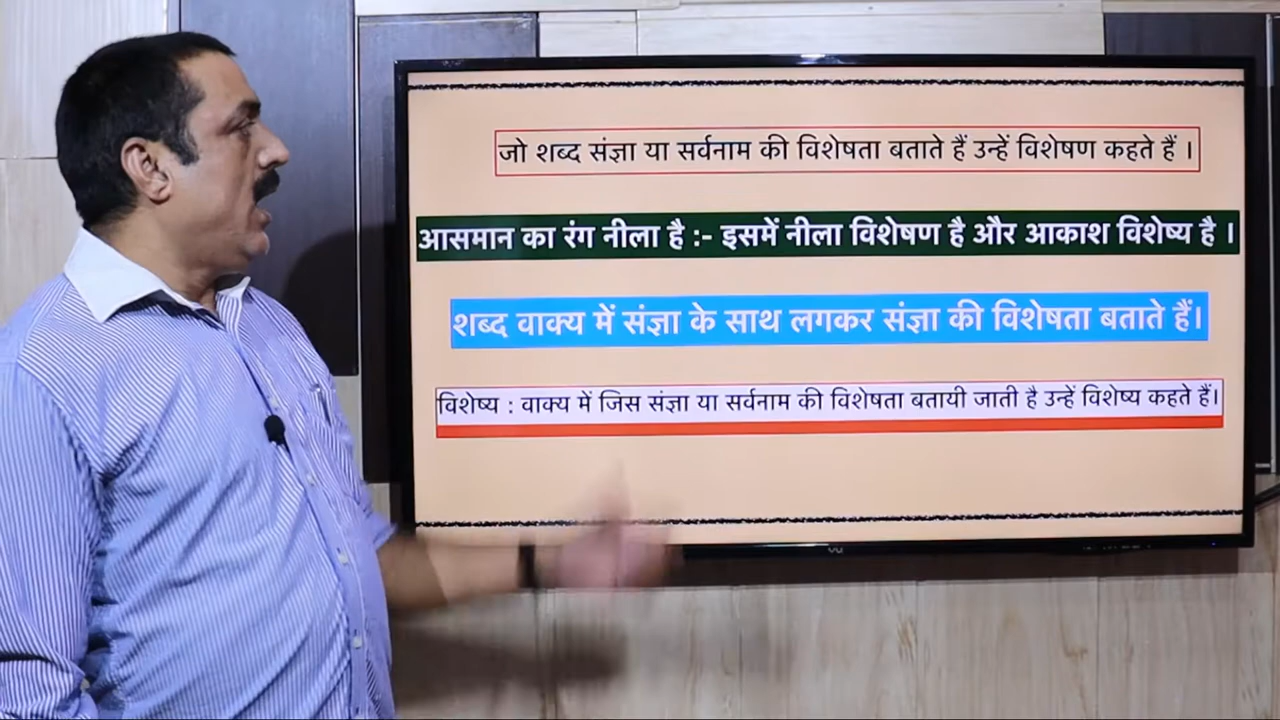 जो शब्द संज्ञा या सर्वनाम की विशेषता बताते हैं उन्हें विशेषण कहते हैं ।
आसमान का रंग नीला है :- इसमें नीला विशेषण है और आकाश विशेष्य है ।
शब्द वाक्य में संज्ञा के साथ लगकर संज्ञा की विशेषता बताते हैं।
विशेष्य : वाक्य में जिस संज्ञा या सर्वनाम की विशेषता बतायी जाती है उन्हें विशेष्य कहते हैं।